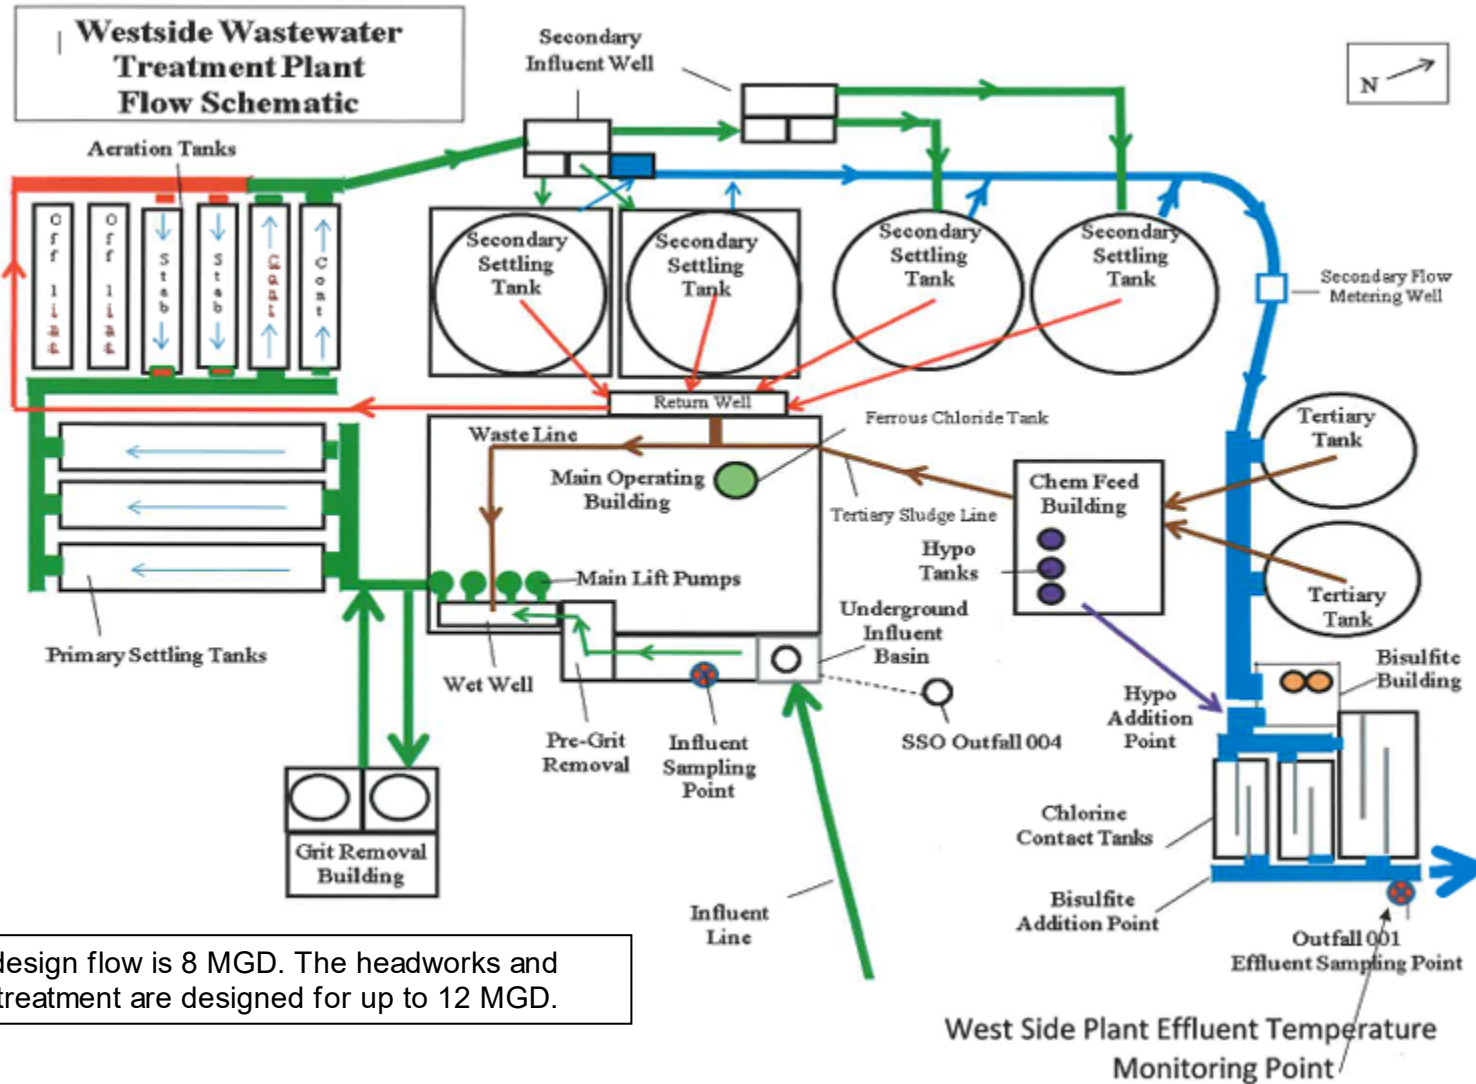 Westside Wastewater
Treatment Plant
Flow Schematic
Secondary
Influent Well
N
Aeration Tanks
Off line
Off line
Stab
Stab
Cont
Cont
Secondary
Settling
Tank
Secondary
Settling
Tank
Secondary
Settling
Tank
Secondary
Settling
Tank
Secondary Flow
Metering Well
Return Well
Ferrous Chloride Tank
Waste Line
Main Operating
Building
Tertiary Sludge Line
Chem Feed
Building
Hypo
Tanks
Tertiary
Tank
Tertiary
Tank
Main Lift Pumps
Underground
Influent
Basin
Primary Settling Tanks
Wet Well
Pre-Grit
Removal
Influent
Sampling
Point
SSO Outfall 004
Hypo
Addition
Point
Bisulfite
Building
Grit Removal
Building
Chlorine
Contact Tanks
Influent
Line
Bisulfite
Addition Point
Outfall 001
Effluent Sampling Point
design flow is 8 MGD. The headworks and
treatment are designed for up to 12 MGD.
West Side Plant Effluent Temperature
Monitoring Point